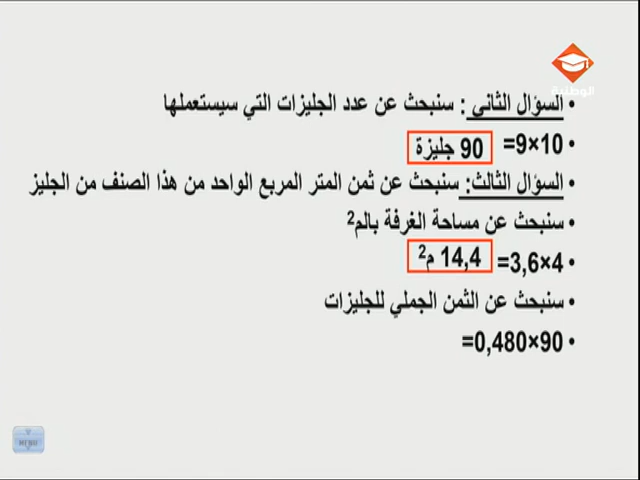 الوطنية
• السؤال الثاني : سنبحث عن عدد الجليزات التي سيستعملها
• 10×9= 90 جليزة
• السؤال الثالث: سنبحث عن ثمن المتر المربع الواحد من هذا الصنف من الجليز
• سنبحث عن مساحة الغرفة بالم²
• 4×3,6= 14,4 م²
• سنبحث عن الثمن الجملي للجليزات
• 90×0,480=
MENU